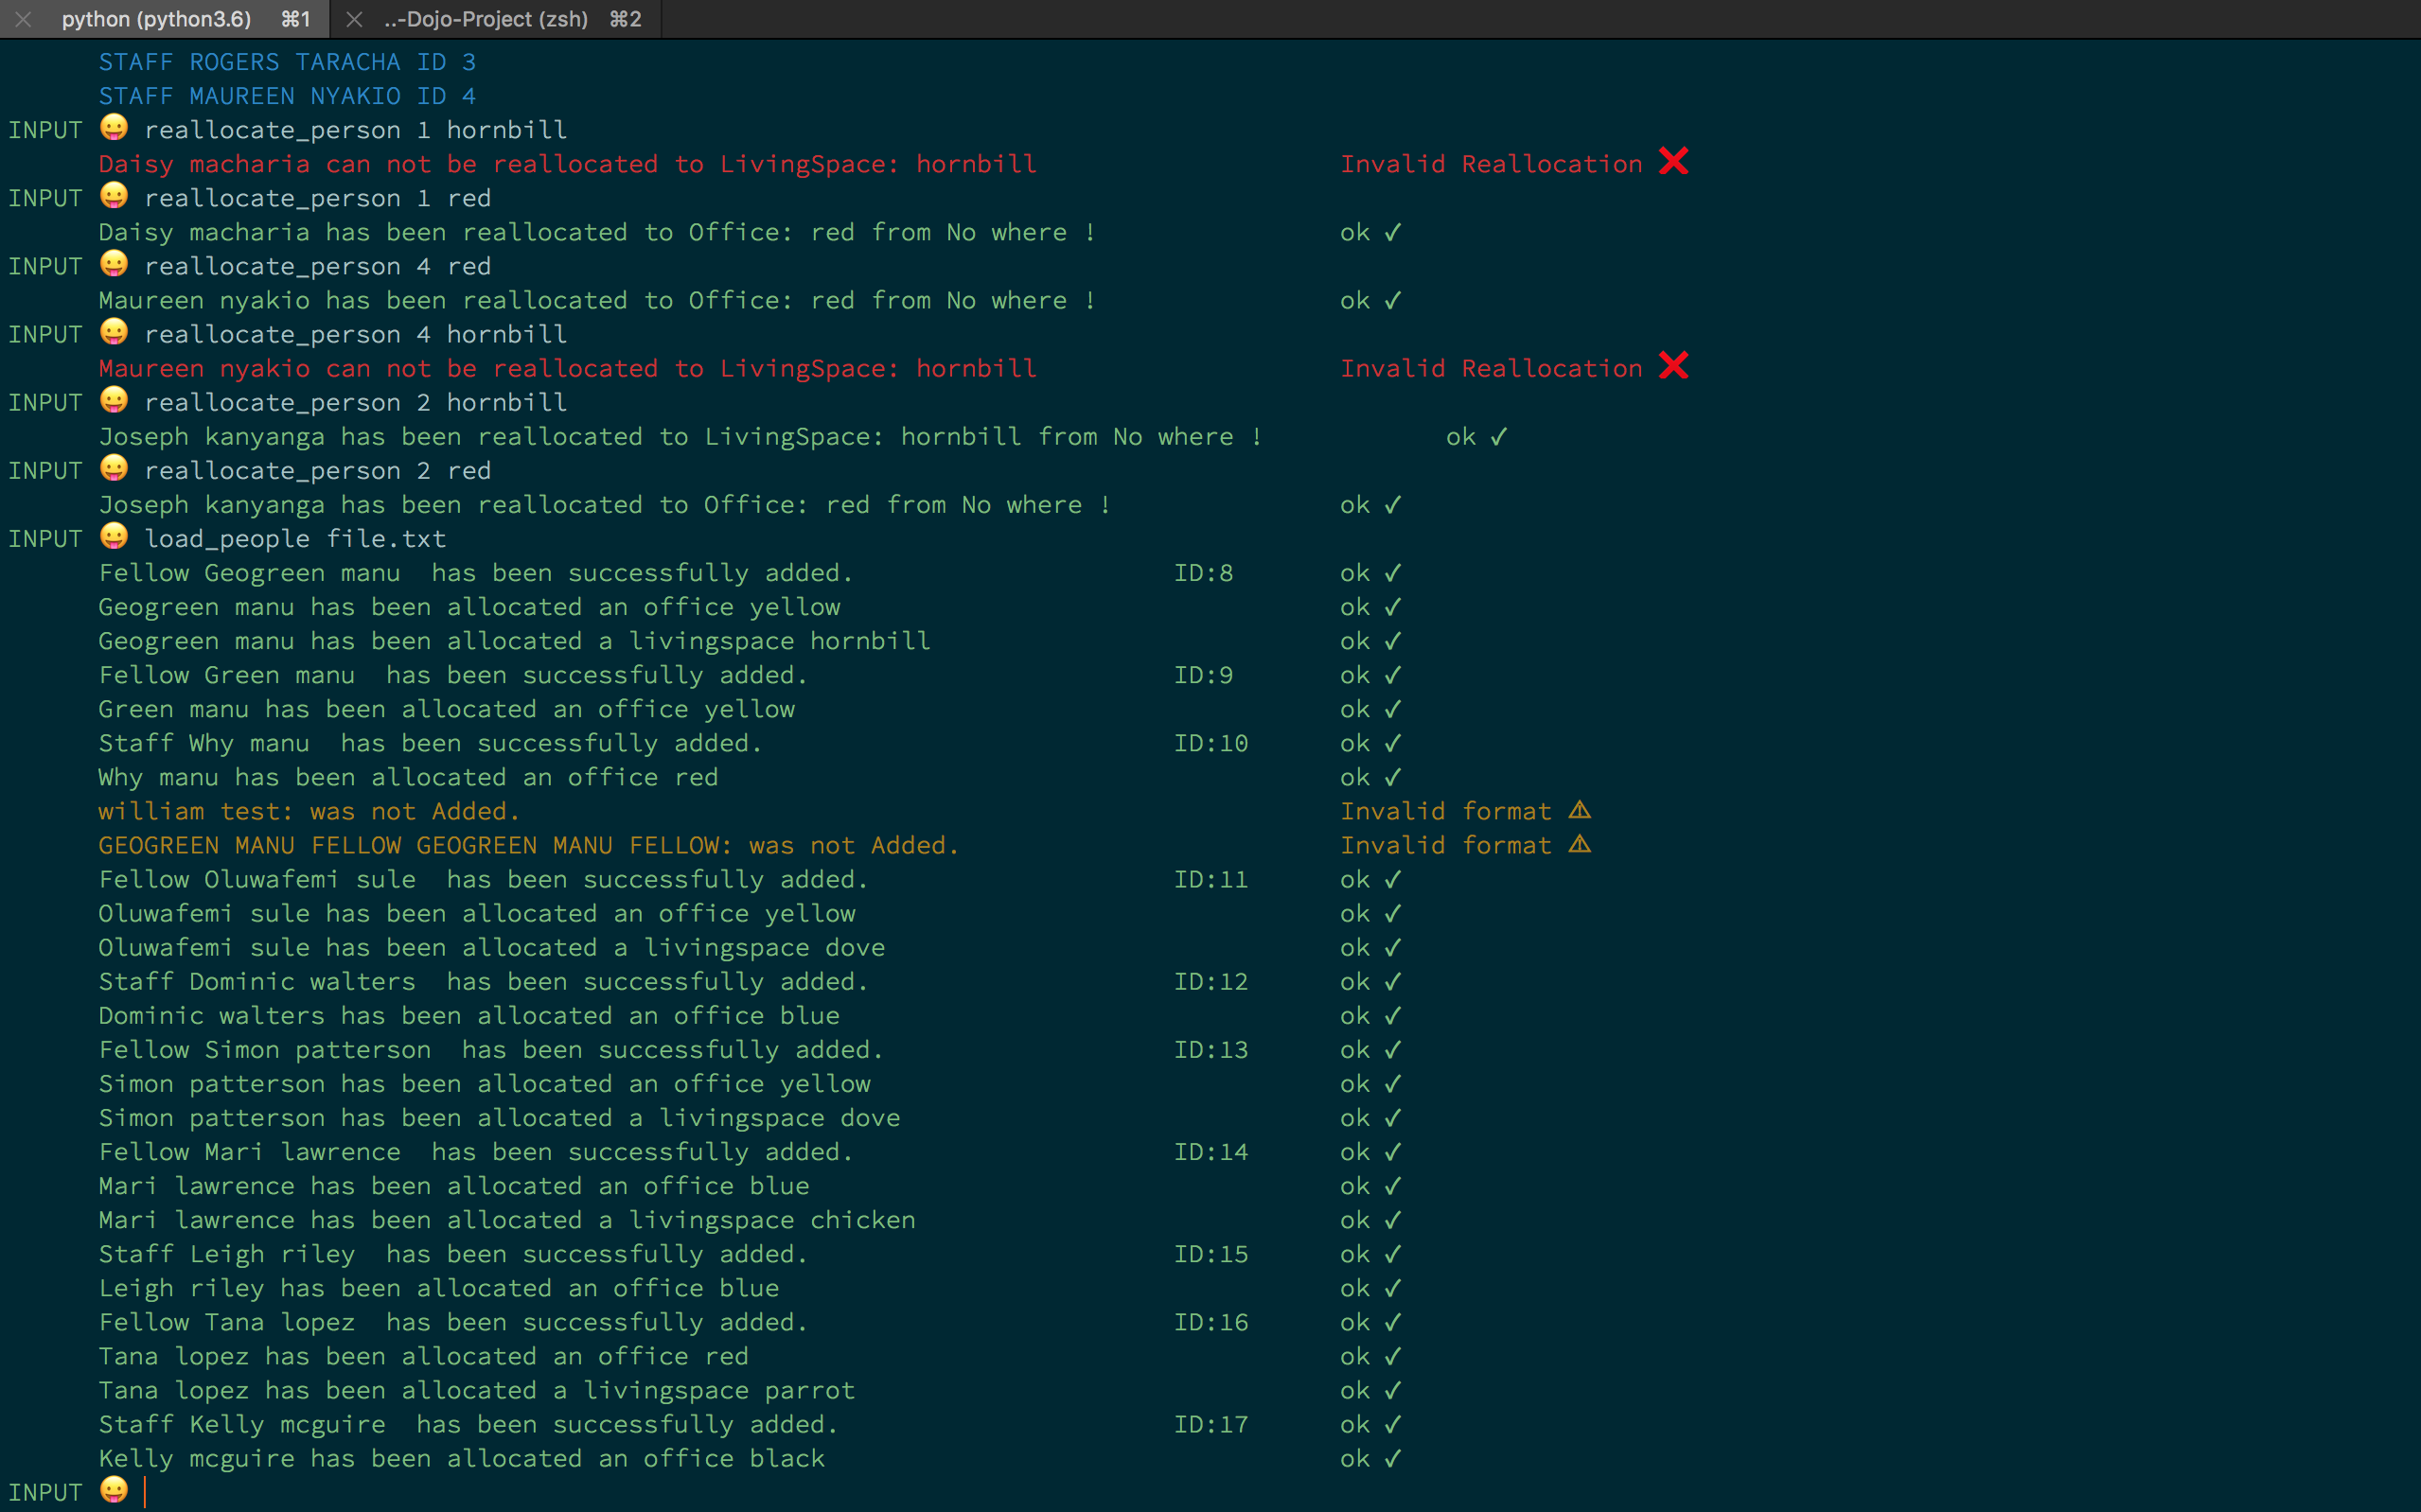 python (python3.6) ⌘1 ..-Dojo-Project (zsh) ⌘2
STAFF ROGERS TARACHA ID 3
STAFF MAUREEN NYAKIO ID 4
INPUT 😛 reallocate_person 1 hornbill
Daisy macharia can not be reallocated to LivingSpace: hornbill Invalid Reallocation ❌
INPUT 😛 reallocate_person 1 red
Daisy macharia has been reallocated to Office: red from No where ! ok ✓
INPUT 😛 reallocate_person 4 red
Maureen nyakio has been reallocated to Office: red from No where ! ok ✓
INPUT 😛 reallocate_person 4 hornbill
Maureen nyakio can not be reallocated to LivingSpace: hornbill Invalid Reallocation ❌
INPUT 😛 reallocate_person 2 hornbill
Joseph kanyanga has been reallocated to LivingSpace: hornbill from No where ! ok ✓
INPUT 😛 reallocate_person 2 red
Joseph kanyanga has been reallocated to Office: red from No where ! ok ✓
INPUT 😛 load_people file.txt
Fellow Geogreen manu  has been successfully added. ID:8 ok ✓
Geogreen manu has been allocated an office yellow ok ✓
Geogreen manu has been allocated a livingspace hornbill ok ✓
Fellow Green manu  has been successfully added. ID:9 ok ✓
Green manu has been allocated an office yellow ok ✓
Staff Why manu  has been successfully added. ID:10 ok ✓
Why manu has been allocated an office red ok ✓
william test: was not Added. Invalid format ⚠
GEOGREEN MANU FELLOW GEOGREEN MANU FELLOW: was not Added. Invalid format ⚠
Fellow Oluwafemi sule  has been successfully added. ID:11 ok ✓
Oluwafemi sule has been allocated an office yellow ok ✓
Oluwafemi sule has been allocated a livingspace dove ok ✓
Staff Dominic walters  has been successfully added. ID:12 ok ✓
Dominic walters has been allocated an office blue ok ✓
Fellow Simon patterson  has been successfully added. ID:13 ok ✓
Simon patterson has been allocated an office yellow ok ✓
Simon patterson has been allocated a livingspace dove ok ✓
Fellow Mari lawrence  has been successfully added. ID:14 ok ✓
Mari lawrence has been allocated an office blue ok ✓
Mari lawrence has been allocated a livingspace chicken ok ✓
Staff Leigh riley  has been successfully added. ID:15 ok ✓
Leigh riley has been allocated an office blue ok ✓
Fellow Tana lopez  has been successfully added. ID:16 ok ✓
Tana lopez has been allocated an office red ok ✓
Tana lopez has been allocated a livingspace parrot ok ✓
Staff Kelly mcguire  has been successfully added. ID:17 ok ✓
Kelly mcguire has been allocated an office black ok ✓
INPUT 😛